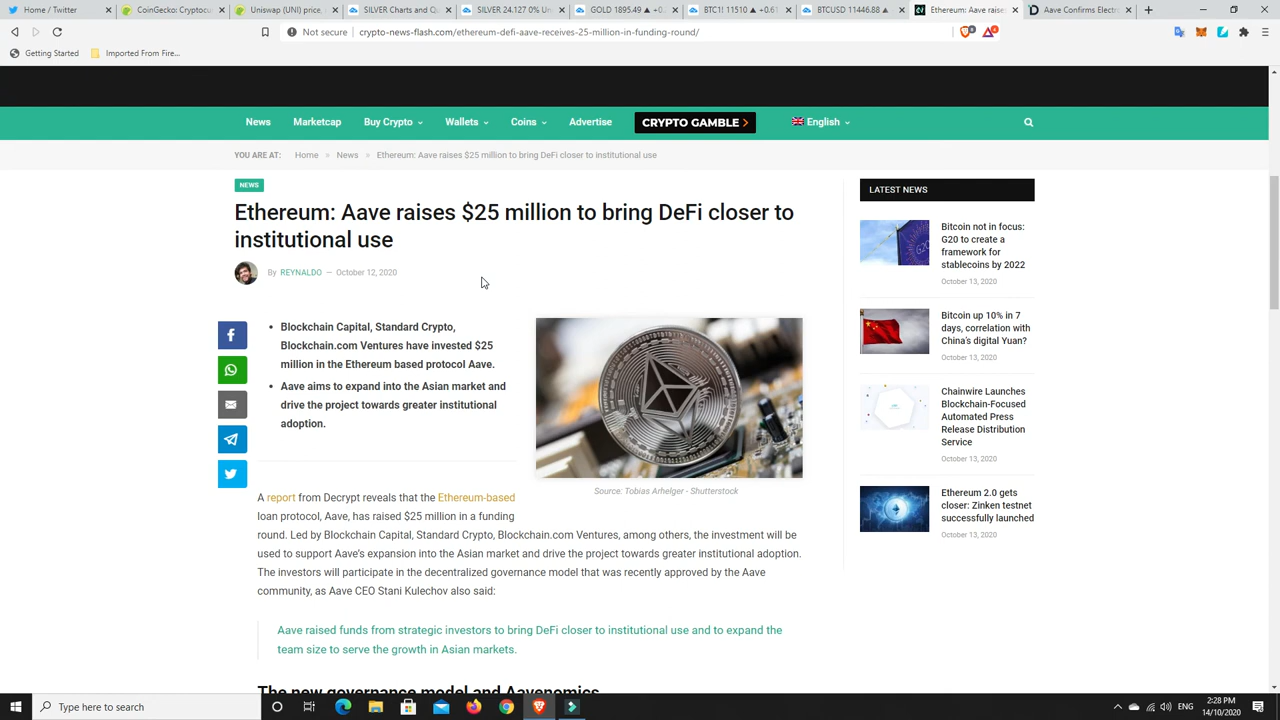 Home / Twitter
CoinGecko: Cryptocu
Uniswap (UNI) price,
SILVER Charts and Q
SILVER 24.127 0% Un
GOLD 1895.49 ▲ +0.
BTC1! 11510 ▲ +0.61
BTCUSD 11446.88 ▲
Ethereum: Aave raises
Aave Confirms Electro
Not secure
crypto-news-flash.com/ethereum-defi-aave-receives-25-million-in-funding-round/
Getting Started
Imported From Fire...
News
Marketcap
Buy Crypto
Wallets
Coins
Advertise
CRYPTO GAMBLE >
English
YOU ARE AT:
Home » News » Ethereum: Aave raises $25 million to bring DeFi closer to institutional use
NEWS
Ethereum: Aave raises $25 million to bring DeFi closer to
institutional use
By REYNALDO — October 12, 2020
• Blockchain Capital, Standard Crypto,
Blockchain.com Ventures have invested $25
million in the Ethereum based protocol Aave.
• Aave aims to expand into the Asian market and
drive the project towards greater institutional
adoption.
Source: Tobias Arhelger - Shutterstock
A report from Decrypt reveals that the Ethereum-based
loan protocol, Aave, has raised $25 million in a funding
round. Led by Blockchain Capital, Standard Crypto, Blockchain.com Ventures, among others, the investment will be
used to support Aave's expansion into the Asian market and drive the project towards greater institutional adoption.
The investors will participate in the decentralized governance model that was recently approved by the Aave
community, as Aave CEO Stani Kulechov also said:
Aave raised funds from strategic investors to bring DeFi closer to institutional use and to expand the
team size to serve the growth in Asian markets.
The new governance model and Aavenomics
LATEST NEWS
Bitcoin not in focus:
G20 to create a
framework for
stablecoins by 2022
October 13, 2020
Bitcoin up 10% in 7
days, correlation with
China's digital Yuan?
October 13, 2020
Chainwire Launches
Blockchain-Focused
Automated Press
Release Distribution
Service
October 13, 2020
Ethereum 2.0 gets
closer: Zinken testnet
successfully launched
October 13, 2020
Type here to search
ENG
2:28 PM
14/10/2020